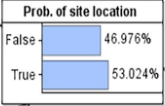 Prob. of site location
False 46.976%
True 53.024%